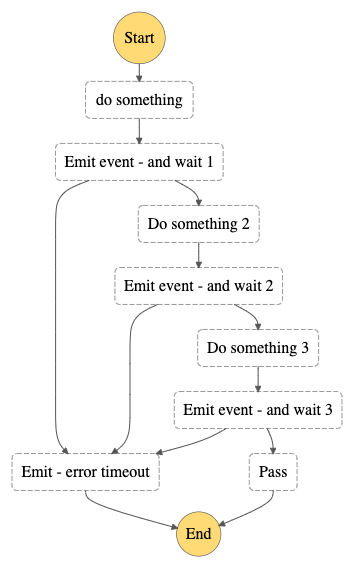 Start
do something
Emit event - and wait 1
Do something 2
Emit event - and wait 2
Do something 3
Emit event - and wait 3
Emit - error timeout
Pass
End